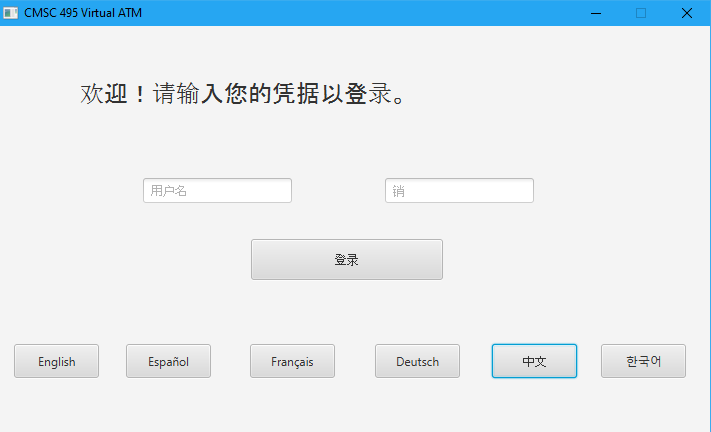 CMSC 495 Virtual ATM
欢迎！请输入您的凭据以登录。
用户名 销
登录
English Español Français Deutsch 中文 한국어